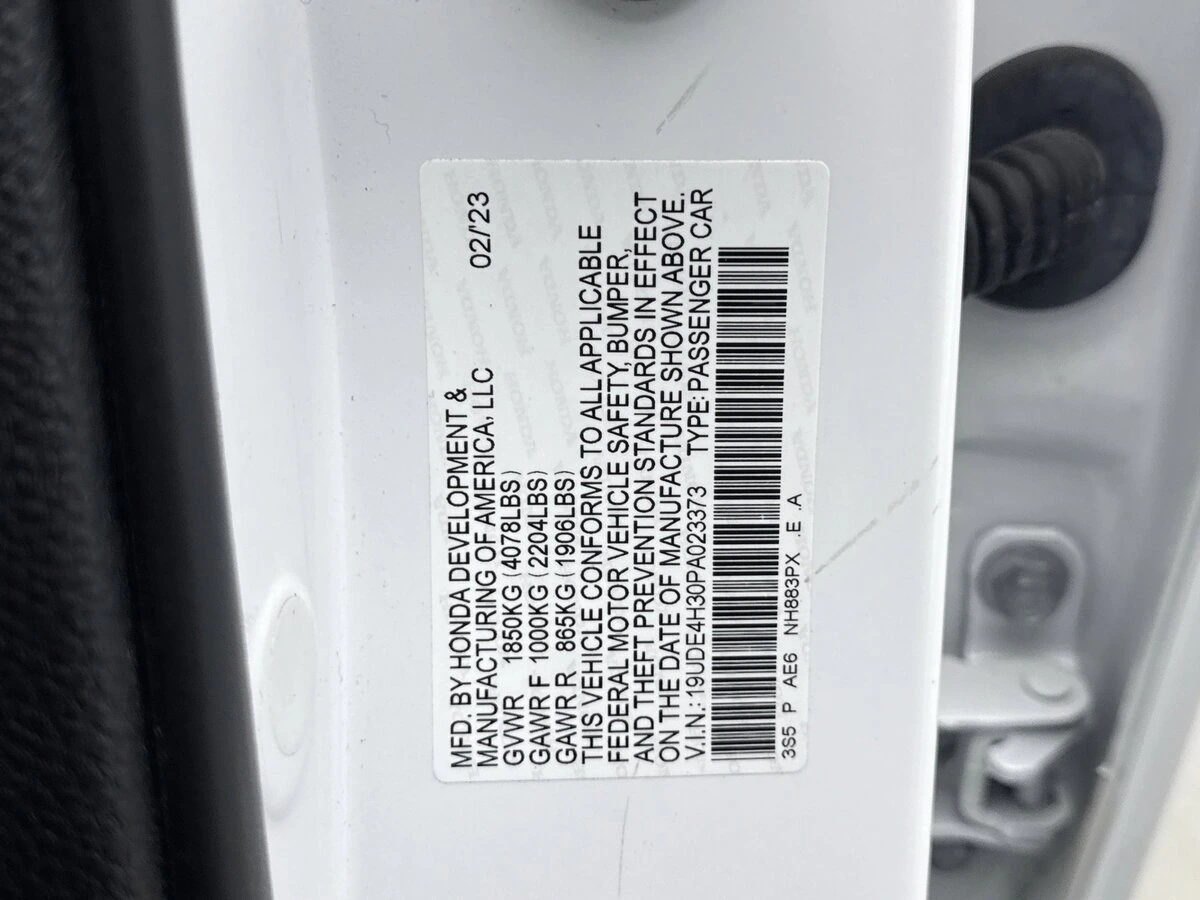 MFD. BY HONDA DEVELOPMENT &
MANUFACTURING OF AMERICA, LLC 02/'23
GVWR 1850KG (4078LBS)
GAWR F 1000KG (2204LBS)
GAWR R 865KG (1906LBS)
THIS VEHICLE CONFORMS TO ALL APPLICABLE
FEDERAL MOTOR VEHICLE SAFETY, BUMPER,
AND THEFT PREVENTION STANDARDS IN EFFECT
ON THE DATE OF MANUFACTURE SHOWN ABOVE.
V.I.N.: 19UDE4H30PA023373 TYPE: PASSENGER CAR
3S5 P AE6 NH883PX .E .A